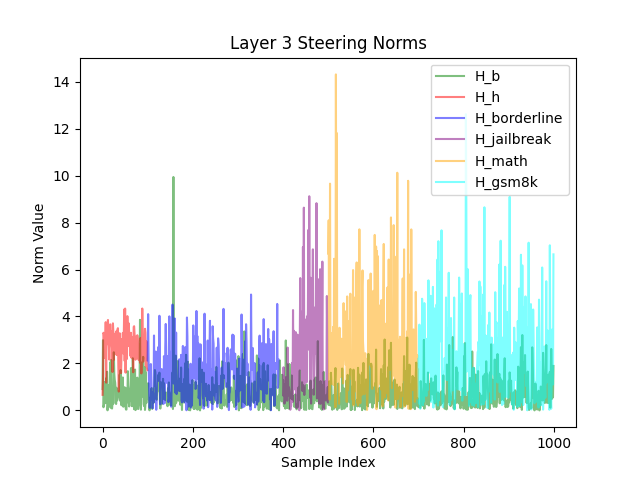 Layer 3 Steering Norms
Norm Value
14
12
10
8
6
4
2
0
H_b
H_h
H_borderline
H_jailbreak
H_math
H_gsm8k
0
200
400
600
800
1000
Sample Index